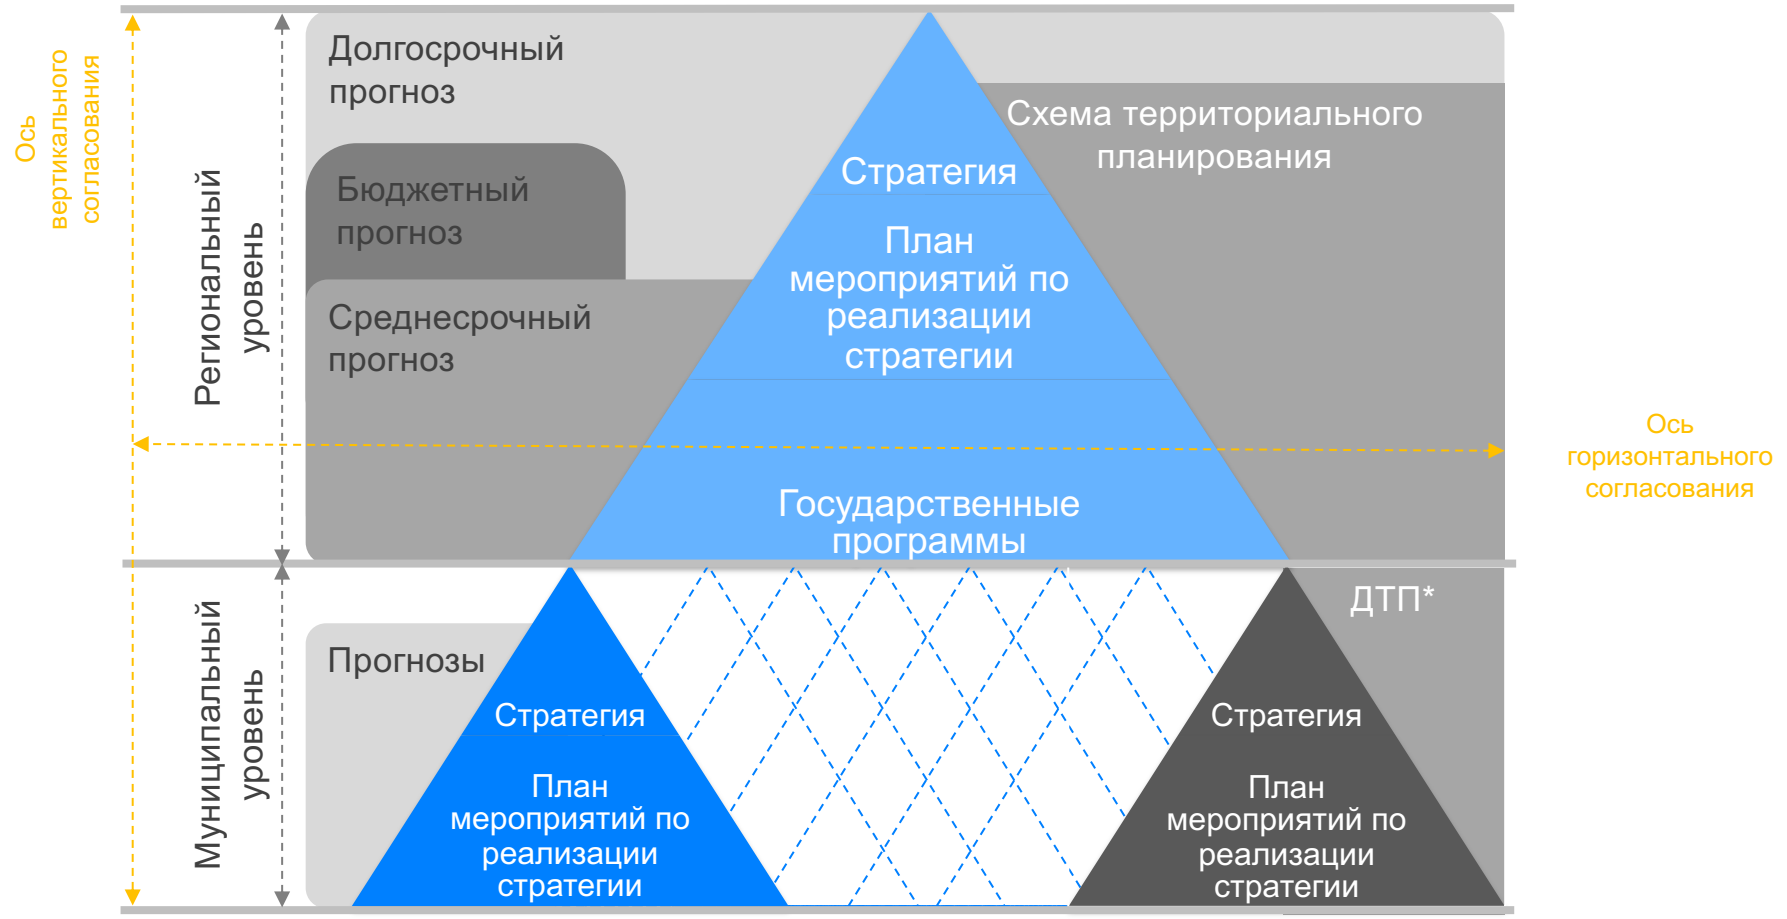 Ось
вертикального
согласования
Региональный
уровень
Долгосрочный
прогноз
Бюджетный
прогноз
Среднесрочный
прогноз
Стратегия
План
мероприятий по
реализации
стратегии
Государственные
программы
Схема территориального
планирования
Ось
горизонтального
согласования
Муниципальный
уровень
Прогнозы
Стратегия
План
мероприятий по
реализации
стратегии
Стратегия
План
мероприятий по
реализации
стратегии
ДТП*